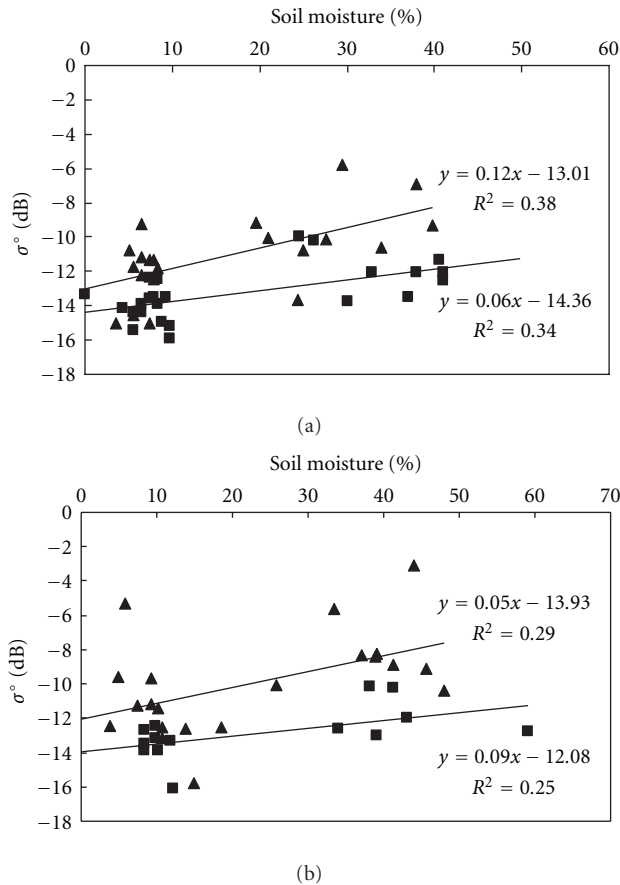 Soil moisture (%)
0 10 20 30 40 50 60
0
−2
−4
−6
−8
−10
−12
−14
−16
−18
σ° (dB)
y = 0.12x − 13.01
R² = 0.38
y = 0.06x − 14.36
R² = 0.34
(a)
Soil moisture (%)
0 10 20 30 40 50 60 70
0
−2
−4
−6
−8
−10
−12
−14
−16
−18
σ° (dB)
y = 0.05x − 13.93
R² = 0.29
y = 0.09x − 12.08
R² = 0.25
(b)